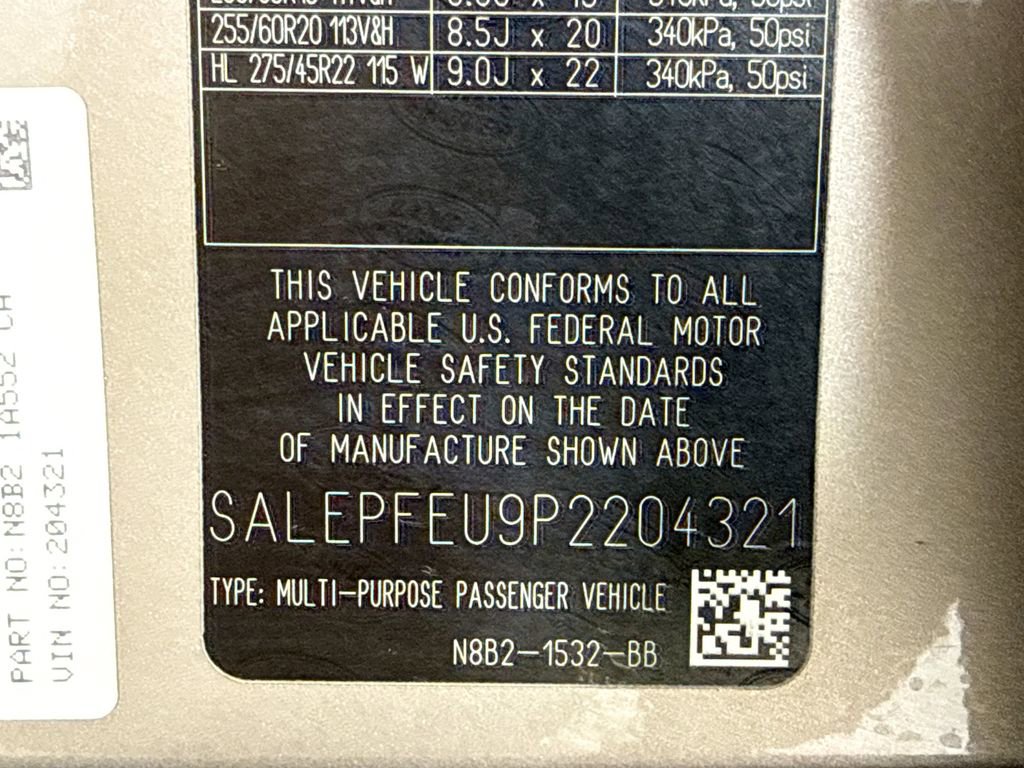 255/60R20 113V&H 8.5J x 20 340kPa, 50psi
HL 275/45R22 115 W 9.0J x 22 340kPa, 50psi
THIS VEHICLE CONFORMS TO ALL
APPLICABLE U.S. FEDERAL MOTOR
VEHICLE SAFETY STANDARDS
IN EFFECT ON THE DATE
OF MANUFACTURE SHOWN ABOVE
SALEPFEU9P2204321
TYPE: MULTI-PURPOSE PASSENGER VEHICLE
N8B2-1532-BB
PART NO:N8B2 1A552 CA
VIN NO:204321